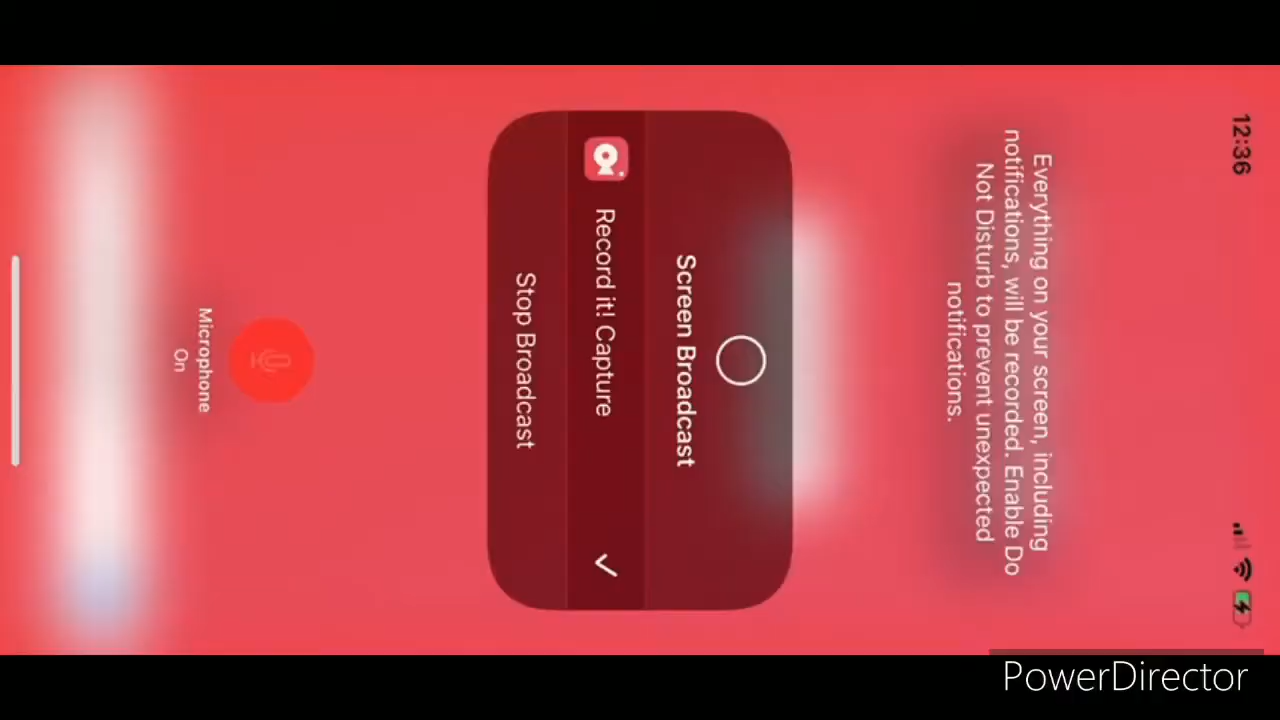 12:36
Everything on your screen, including
notifications, will be recorded. Enable Do
Not Disturb to prevent unexpected
notifications.
Screen Broadcast
Record it! Capture
Stop Broadcast
Microphone
On
PowerDirector